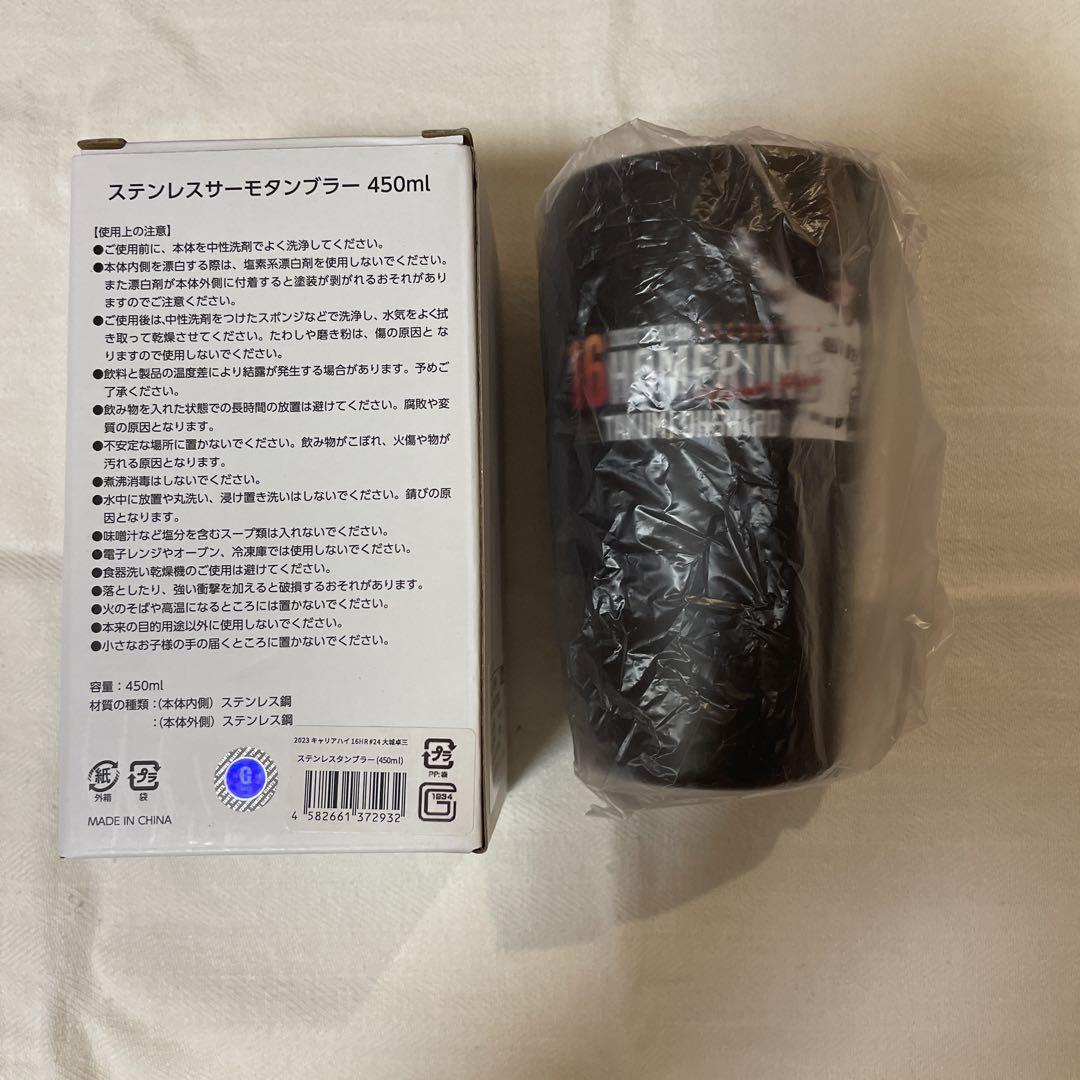 ステンレスサーモタンブラー 450ml
【使用上の注意】
●ご使用前に、本体を中性洗剤でよく洗浄してください。
●本体内側を漂白する際は、塩素系漂白剤を使用しないでください。
また漂白剤が本体外側に付着すると塗装が剥がれるおそれがあり
ますのでご注意ください。
●ご使用後は、中性洗剤をつけたスポンジなどで洗浄し、水気をよく拭
き取って乾燥させてください。たわしや磨き粉は、傷の原因と な
りますので使用しないでください。
●飲料と製品の温度差により結露が発生する場合があります。予めご
了承ください。
●飲み物を入れた状態での長時間の放置は避けてください。腐敗や変
質の原因となります。
●不安定な場所に置かないでください。飲み物がこぼれ、火傷や物が
汚れる原因となります。
●煮沸消毒はしないでください。
●水中に放置や丸洗い、浸け置き洗いはしないでください。錆びの原
因となります。
●味噌汁など塩分を含むスープ類は入れないでください。
●電子レンジやオーブン、冷凍庫では使用しないでください。
●食器洗い乾燥機のご使用は避けてください。
●落としたり、強い衝撃を加えると破損するおそれがあります。
●火のそばや高温になるところには置かないでください。
●本来の目的用途以外に使用しないでください。
●小さなお子様の手の届くところに置かないでください。
容量：450ml
材質の種類：(本体内側) ステンレス鋼
：(本体外側) ステンレス鋼
紙
外箱
プラ
袋
MADE IN CHINA
G
2023 キャリアハイ 16HR #24 大城卓三
ステンレスタンブラー (450ml)
4 582661 372932
プラ
PP:袋
G 1934
16 HOMERUN